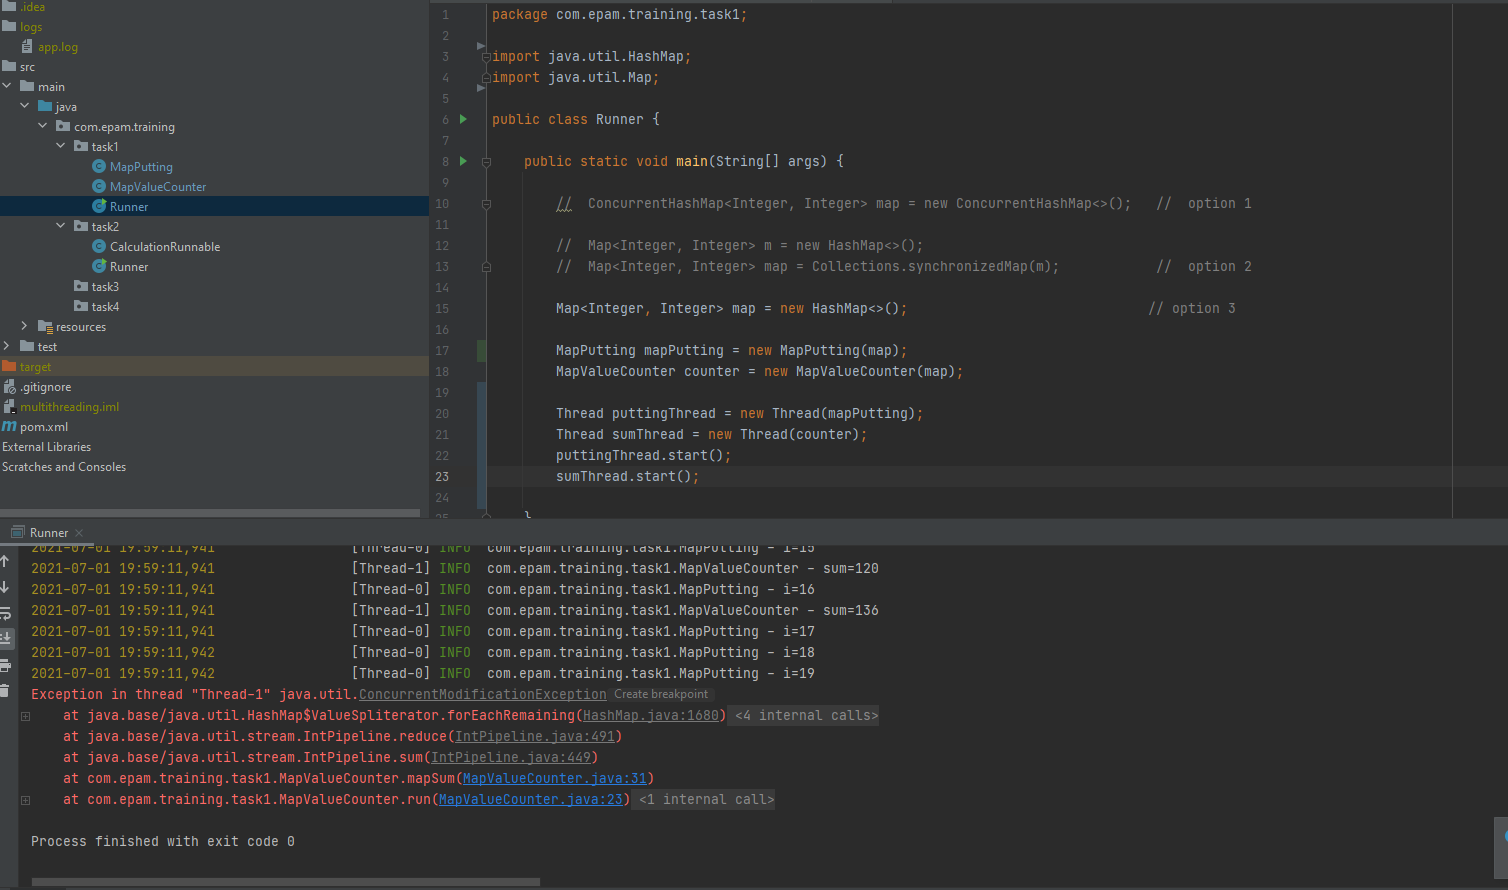 .idea
logs
app.log
src
main
java
com.epam.training
task1
MapPutting
MapValueCounter
Runner
task2
CalculationRunnable
Runner
task3
task4
resources
test
target
.gitignore
multithreading.iml
pom.xml
External Libraries
Scratches and Consoles
1 package com.epam.training.task1;
2
3 import java.util.HashMap;
4 import java.util.Map;
5
6 public class Runner {
7
8 public static void main(String[] args) {
9
10 // ConcurrentHashMap<Integer, Integer> map = new ConcurrentHashMap<>(); // option 1
11
12 // Map<Integer, Integer> m = new HashMap<>();
13 // Map<Integer, Integer> map = Collections.synchronizedMap(m); // option 2
14
15 Map<Integer, Integer> map = new HashMap<>(); // option 3
16
17 MapPutting mapPutting = new MapPutting(map);
18 MapValueCounter counter = new MapValueCounter(map);
19
20 Thread puttingThread = new Thread(mapPutting);
21 Thread sumThread = new Thread(counter);
22 puttingThread.start();
23 sumThread.start();
24
25 }
Runner
2021-07-01 19:59:11,941 [Thread-0] INFO com.epam.training.task1.MapPutting - i=15
2021-07-01 19:59:11,941 [Thread-1] INFO com.epam.training.task1.MapValueCounter - sum=120
2021-07-01 19:59:11,941 [Thread-0] INFO com.epam.training.task1.MapPutting - i=16
2021-07-01 19:59:11,941 [Thread-1] INFO com.epam.training.task1.MapValueCounter - sum=136
2021-07-01 19:59:11,941 [Thread-0] INFO com.epam.training.task1.MapPutting - i=17
2021-07-01 19:59:11,942 [Thread-0] INFO com.epam.training.task1.MapPutting - i=18
2021-07-01 19:59:11,942 [Thread-0] INFO com.epam.training.task1.MapPutting - i=19
Exception in thread "Thread-1" java.util.ConcurrentModificationException Create breakpoint
at java.base/java.util.HashMap$ValueSpliterator.forEachRemaining(HashMap.java:1680) <4 internal calls>
at java.base/java.util.stream.IntPipeline.reduce(IntPipeline.java:491)
at java.base/java.util.stream.IntPipeline.sum(IntPipeline.java:449)
at com.epam.training.task1.MapValueCounter.mapSum(MapValueCounter.java:31)
at com.epam.training.task1.MapValueCounter.run(MapValueCounter.java:23) <1 internal call>
Process finished with exit code 0